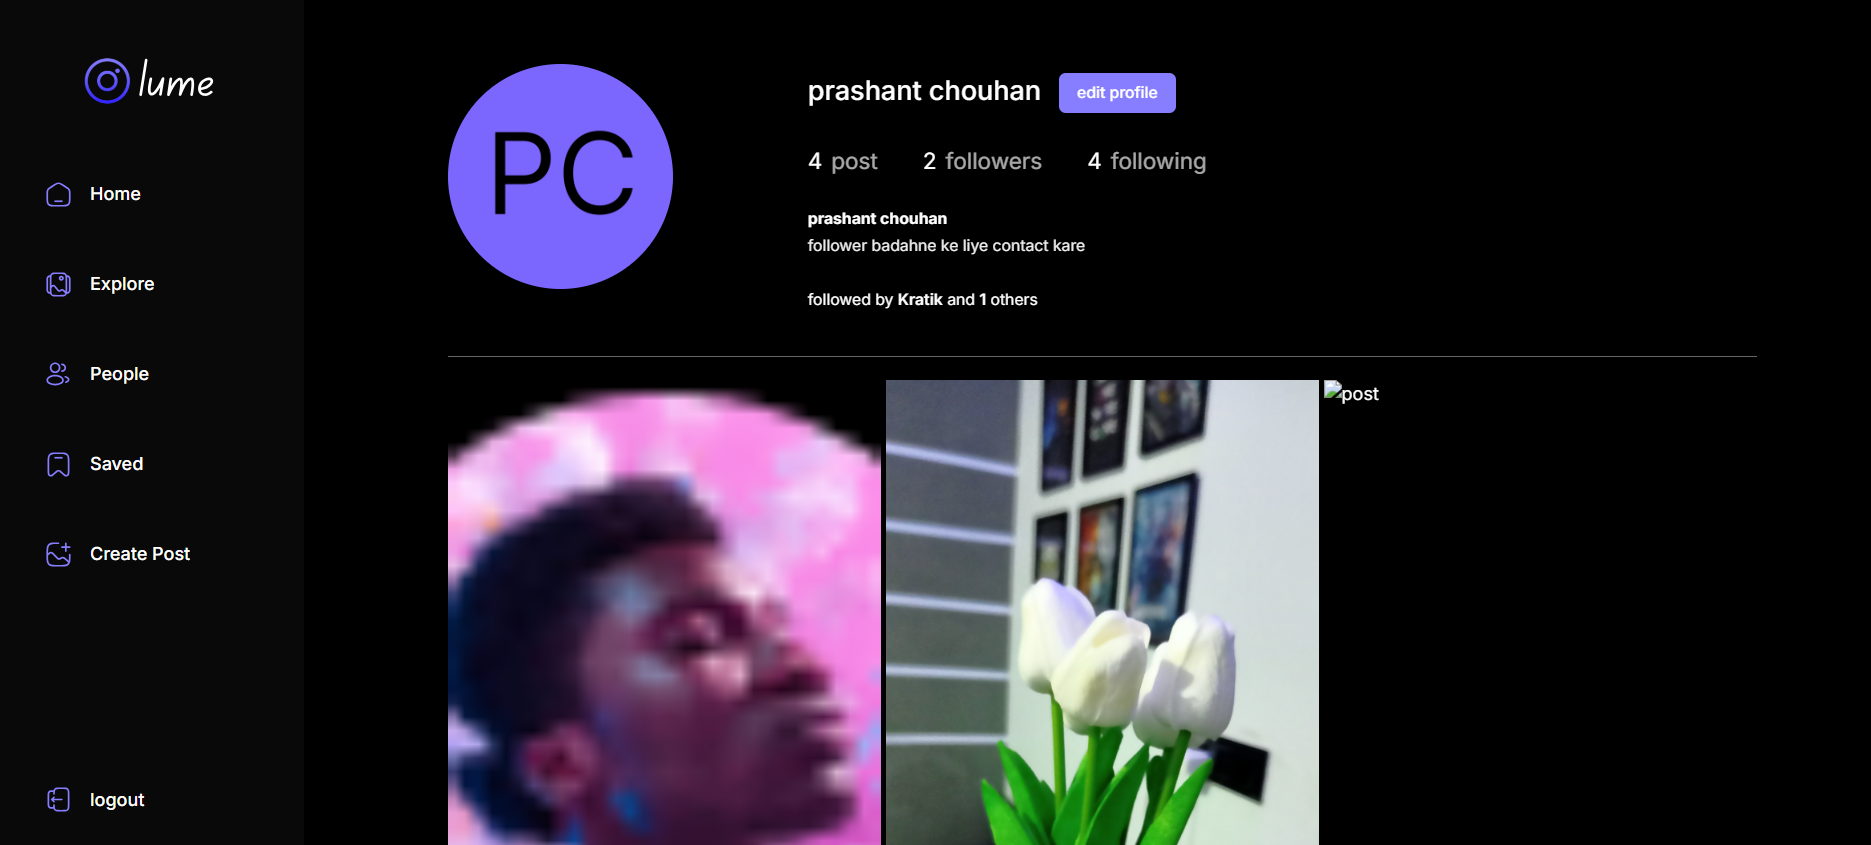 lume
Home
Explore
People
Saved
Create Post
logout
PC
prashant chouhan edit profile
4 post 2 followers 4 following
prashant chouhan
follower badahne ke liye contact kare
followed by Kratik and 1 others
post